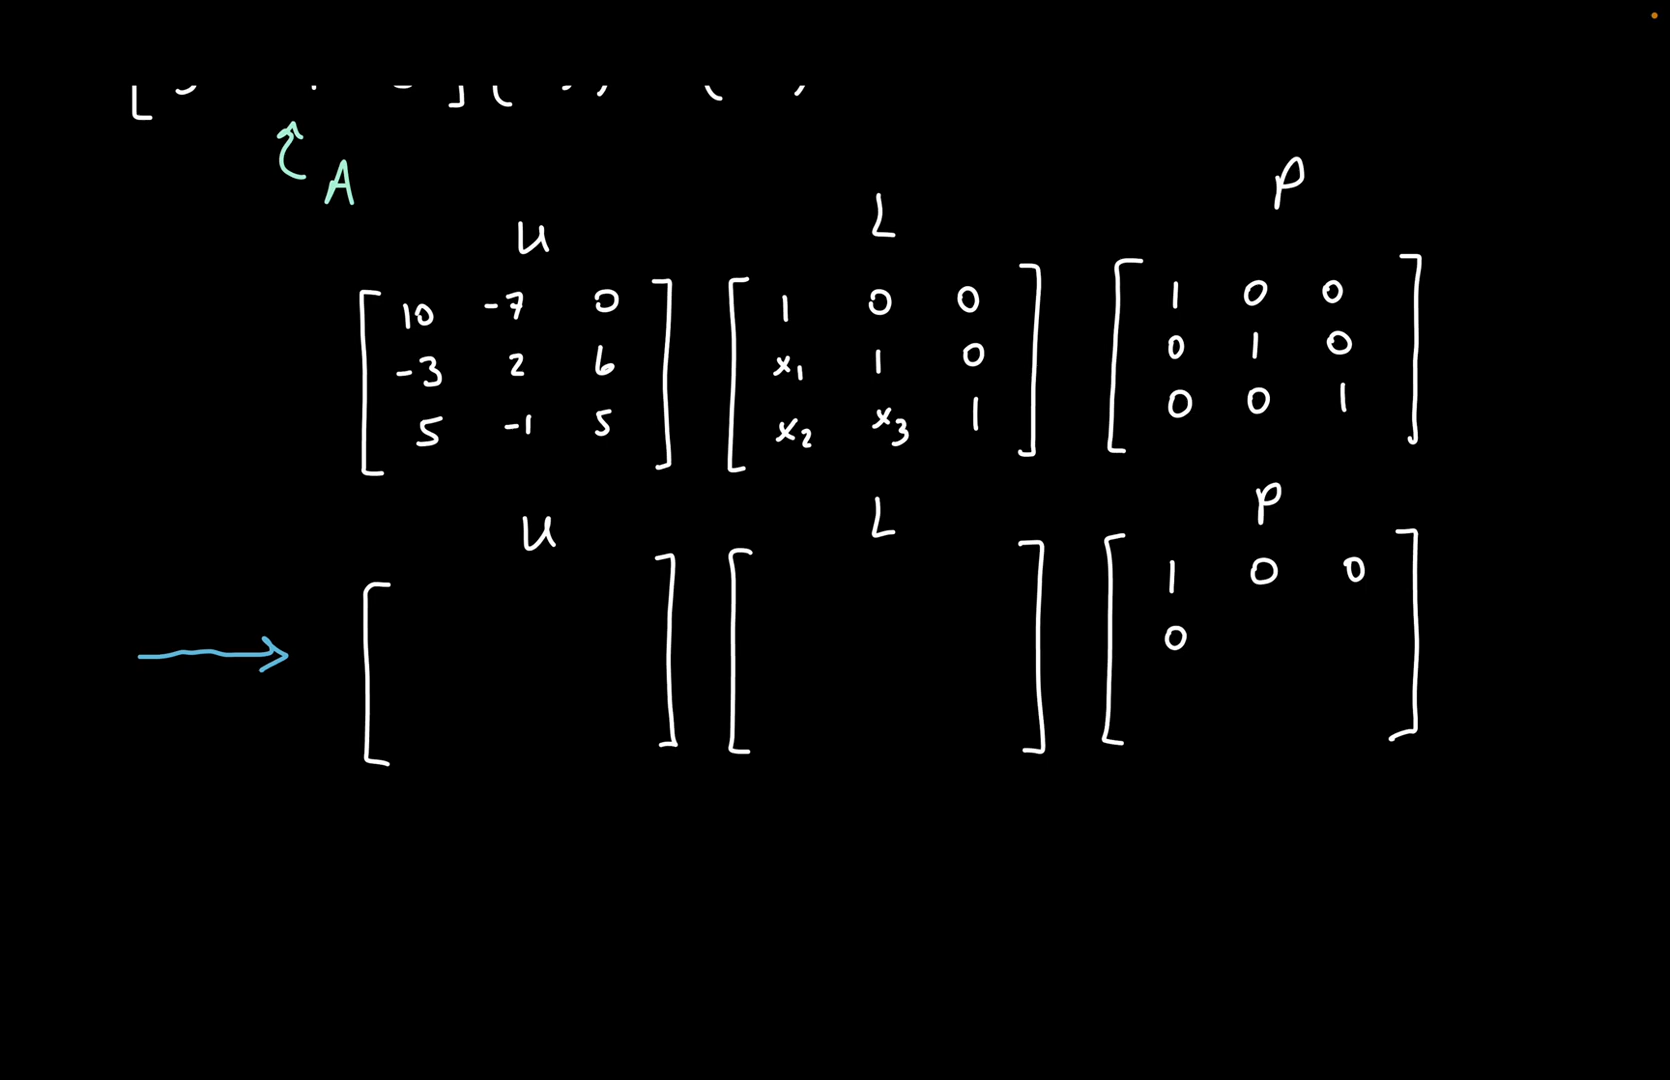 A
U L P
[ 10 -7 0 ] [ 1 0 0 ] [ 1 0 0 ]
[ -3 2 6 ] [ x₁ 1 0 ] [ 0 1 0 ]
[ 5 -1 5 ] [ x₂ x₃ 1 ] [ 0 0 1 ]
U L P
[ ] [ ] [ 1 0 0 ]
[ ] [ ] [ 0 ]